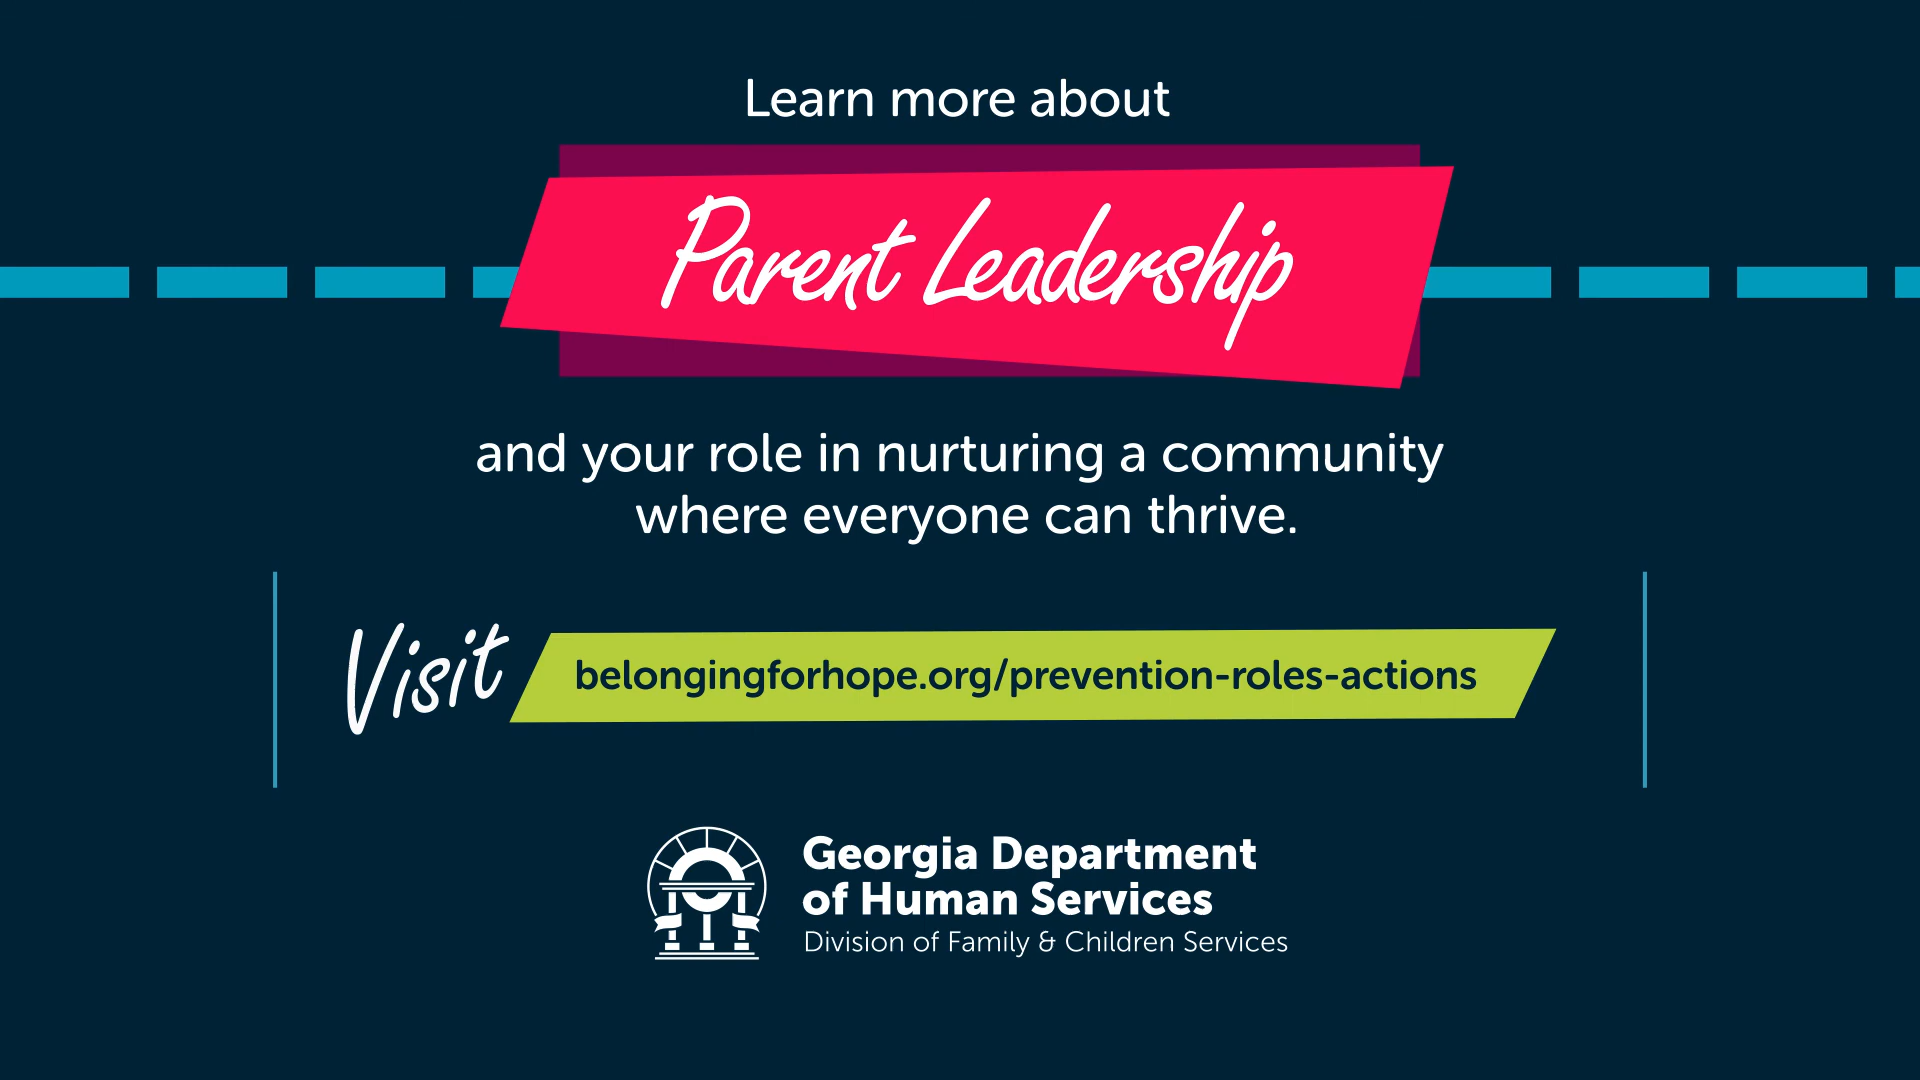 Learn more about
Parent Leadership
and your role in nurturing a community
where everyone can thrive.
Visit belongingforhope.org/prevention-roles-actions
Georgia Department
of Human Services
Division of Family & Children Services